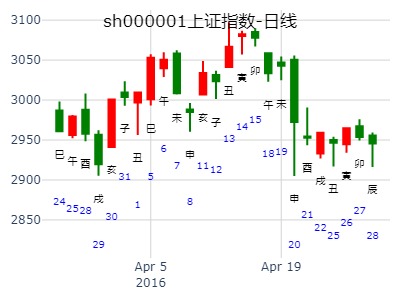 sh000001上证指数-日线
3100
3050
3000
2950
2900
2850
巳
午
酉
戌
亥
子
丑
巳
午
未
申
亥
子
丑
寅
卯
午
未
申
酉
戌
丑
寅
卯
辰
24
25
28
29
30
31
1
5
6
7
8
11
12
13
14
15
18
19
20
21
22
25
26
27
28
Apr 5
2016
Apr 19